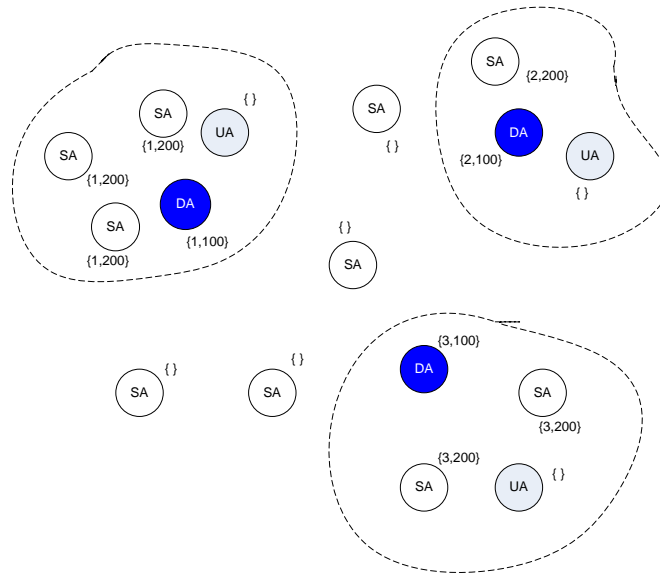 SA
{2,200}
SA
{ }
SA
{1,200}
{ }
UA
DA
{2,100}
UA
{ }
SA
{1,200}
DA
{1,100}
SA
{1,200}
{ }
SA
{3,100}
DA
{ }
SA
{ }
SA
SA
{3,200}
{3,200}
SA
UA
{ }